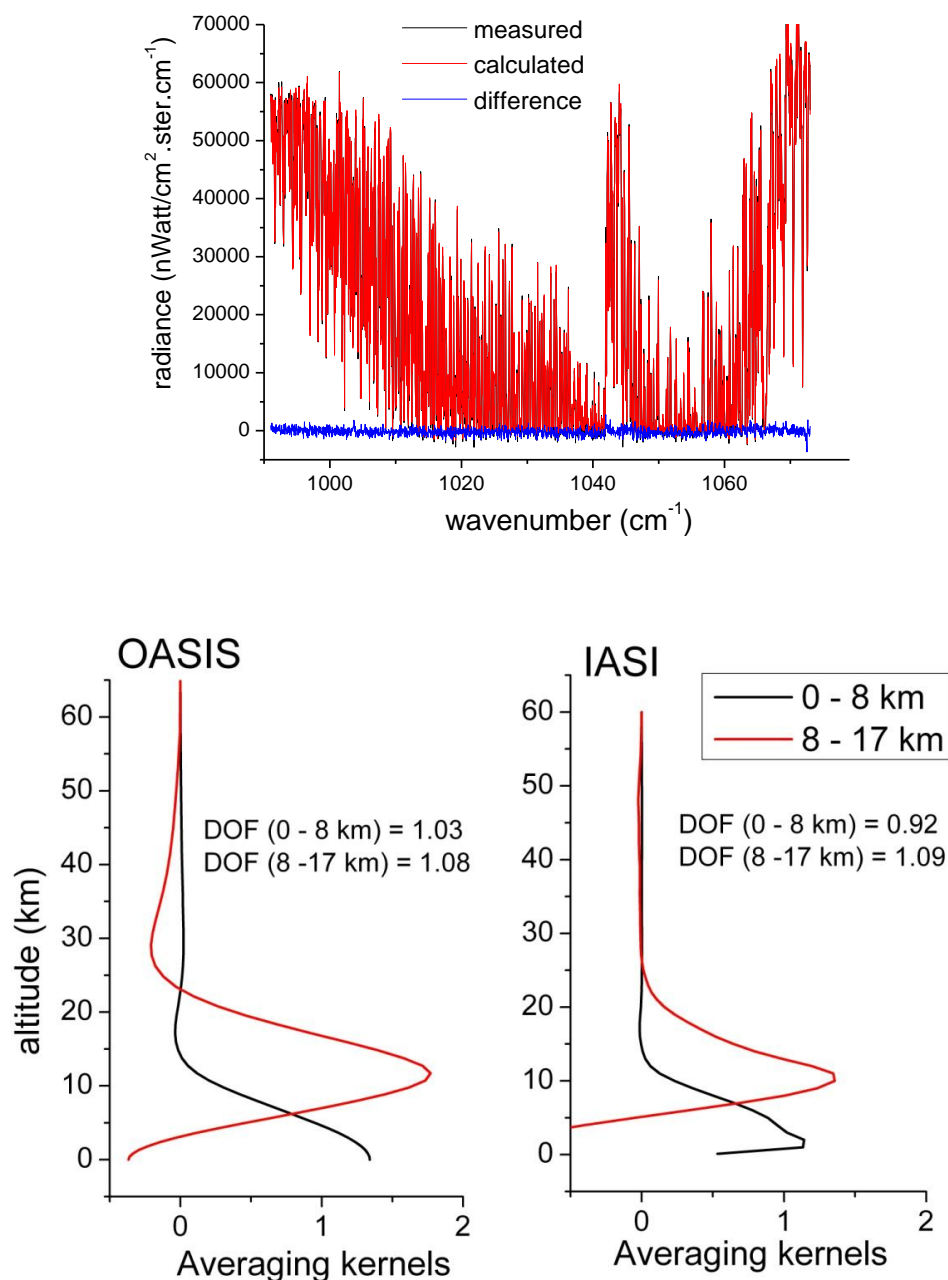 70000
60000
50000
40000
30000
20000
10000
0
radiance (nWatt/cm².ster.cm⁻¹)
measured
calculated
difference
1000 1020 1040 1060
wavenumber (cm⁻¹)
OASIS
60
50
40
30
20
10
0
altitude (km)
DOF (0 - 8 km) = 1.03
DOF (8 -17 km) = 1.08
0 1 2
Averaging kernels
IASI
0 - 8 km
8 - 17 km
60
50
40
30
20
10
0
DOF (0 - 8 km) = 0.92
DOF (8 -17 km) = 1.09
0 1 2
Averaging kernels